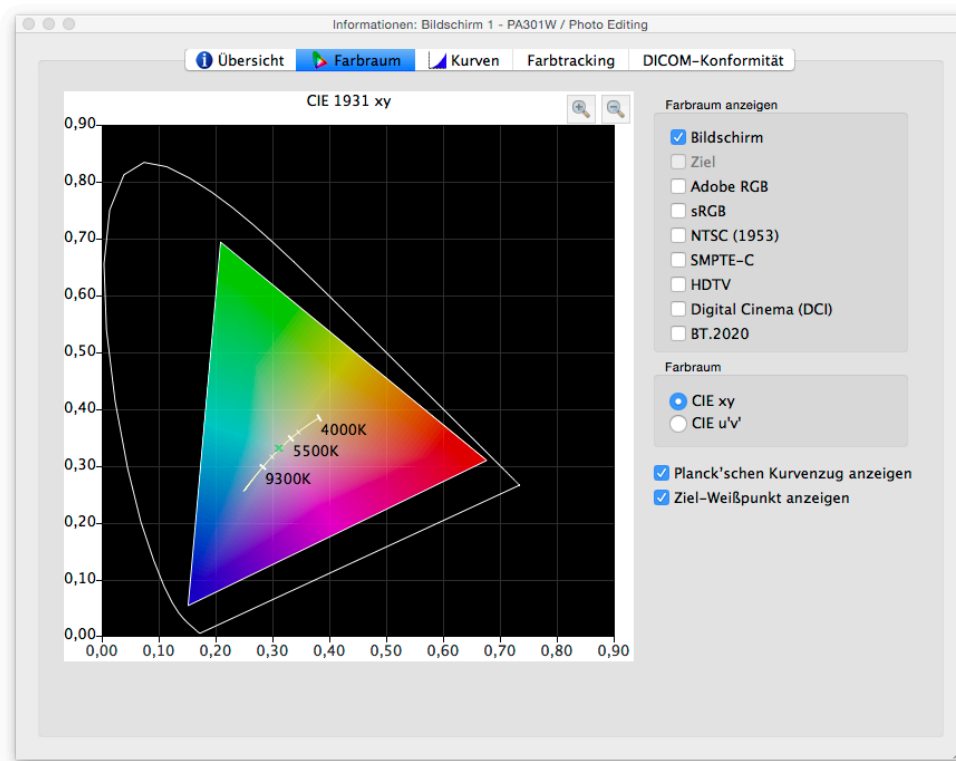 Informationen: Bildschirm 1 - PA301W / Photo Editing
Übersicht
Farbraum
Kurven
Farbtracking
DICOM-Konformität
CIE 1931 xy
0,90
0,80
0,70
0,60
0,50
0,40
0,30
0,20
0,10
0,00
0,00 0,10 0,20 0,30 0,40 0,50 0,60 0,70 0,80 0,90
4000K
5500K
9300K
Farbraum anzeigen
Bildschirm
Ziel
Adobe RGB
sRGB
NTSC (1953)
SMPTE-C
HDTV
Digital Cinema (DCI)
BT.2020
Farbraum
CIE xy
CIE u'v'
Planck'schen Kurvenzug anzeigen
Ziel-Weißpunkt anzeigen